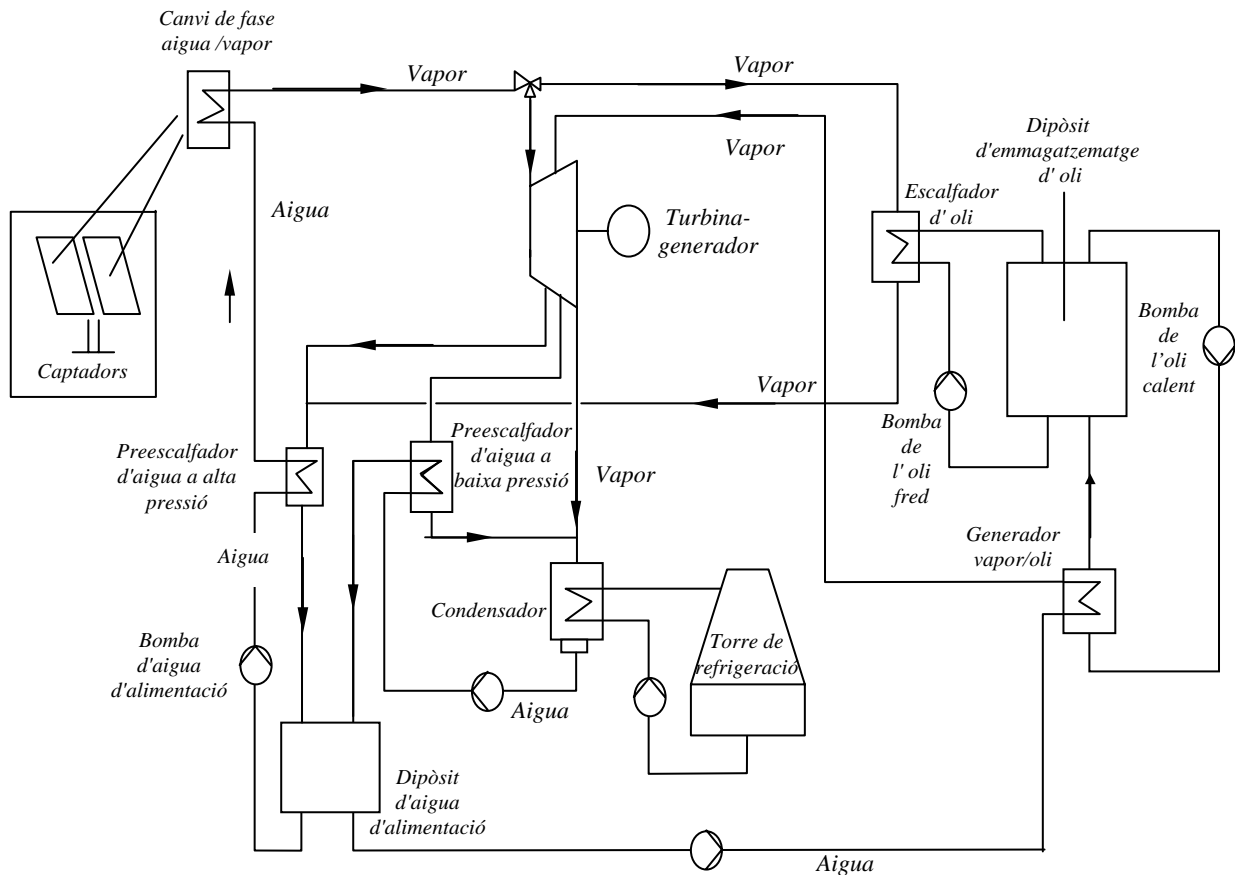 Canvi de fase
aigua /vapor
Vapor
Vapor
Vapor
Dipòsit
d'emmagatzematge
d' oli
Aigua
Escalfador
d' oli
Turbina-
generador
Captadors
Bomba
de
l'oli
calent
Vapor
Bomba
de
l' oli
fred
Preescalfador
d'aigua a alta
pressió
Preescalfador
d'aigua a
baixa pressió
Vapor
Aigua
Generador
vapor/oli
Condensador
Torre de
refrigeració
Bomba
d'aigua
d'alimentació
Aigua
Dipòsit
d'aigua
d'alimentació
Aigua